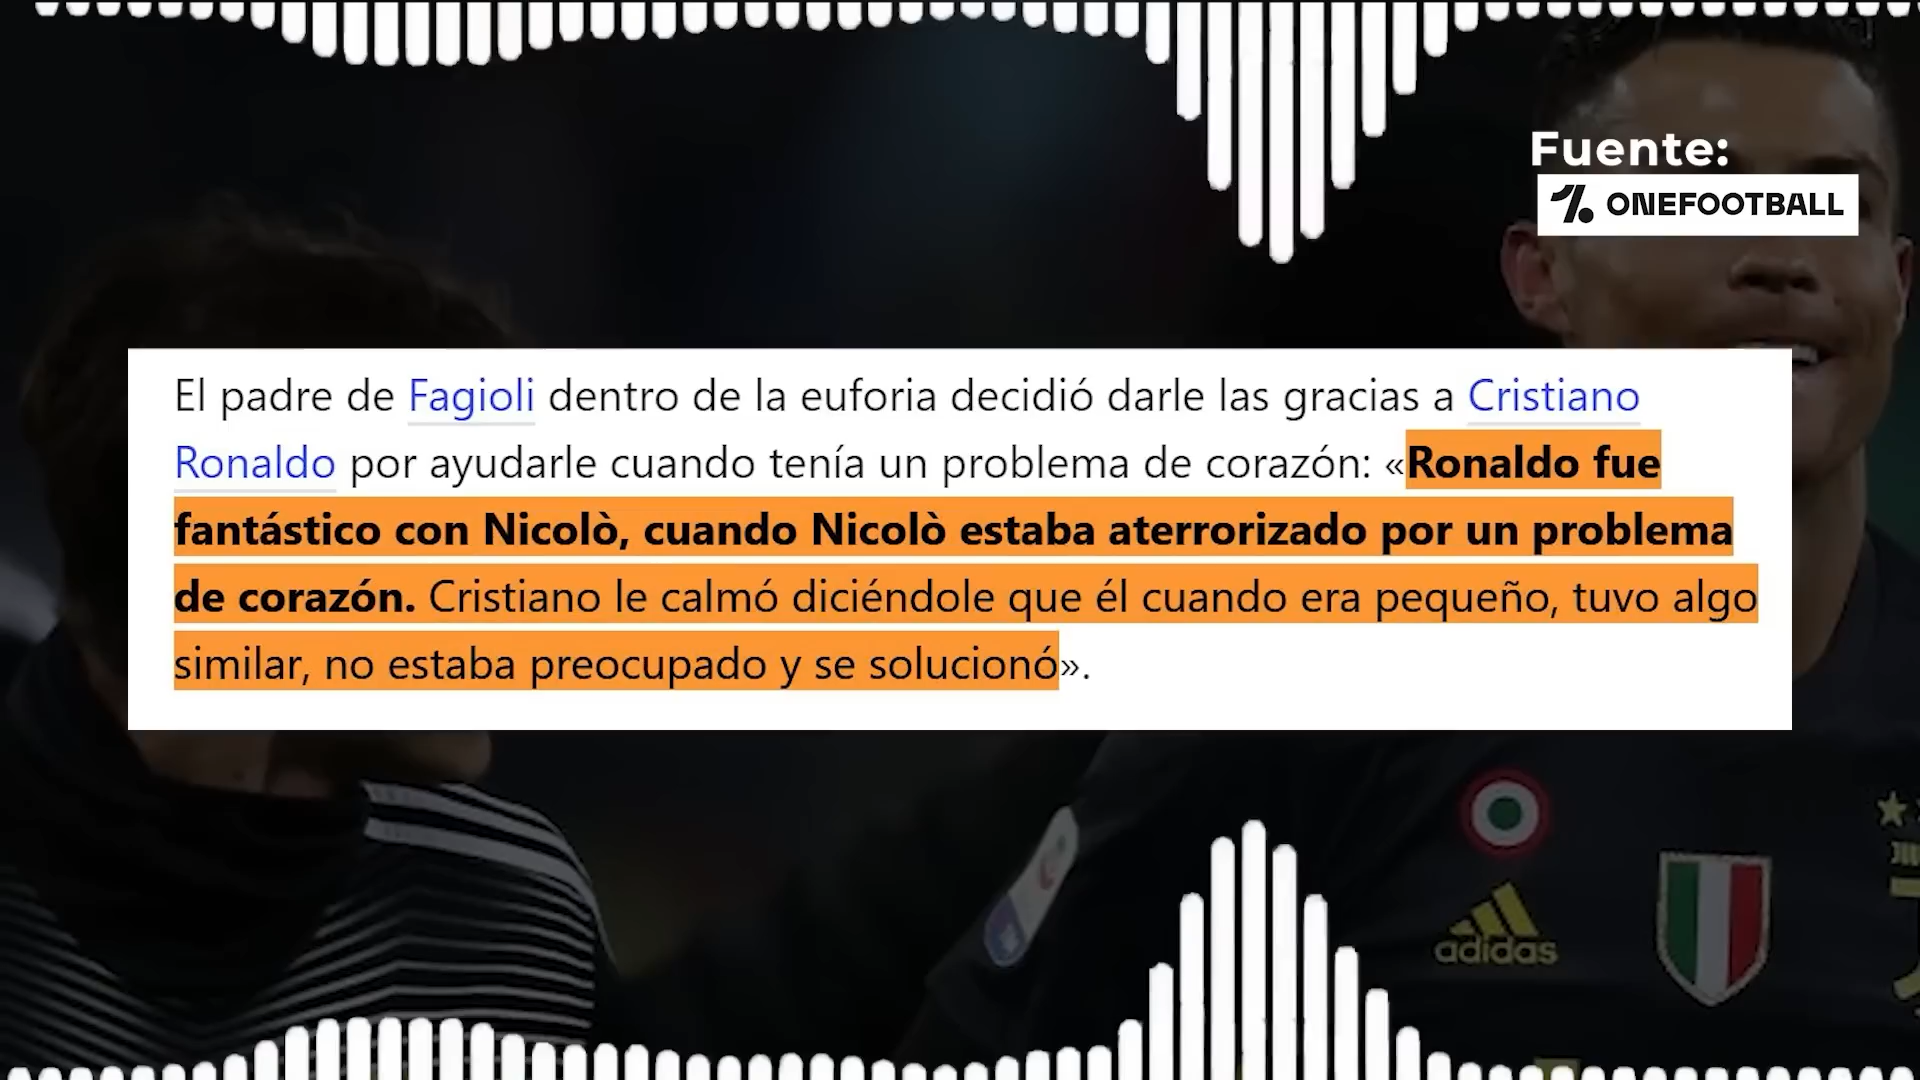 Fuente:
ONEFOOTBALL
El padre de Fagioli dentro de la euforia decidió darle las gracias a Cristiano
Ronaldo por ayudarle cuando tenía un problema de corazón: «Ronaldo fue
fantástico con Nicolò, cuando Nicolò estaba aterrorizado por un problema
de corazón. Cristiano le calmó diciéndole que él cuando era pequeño, tuvo algo
similar, no estaba preocupado y se solucionó».
adidas